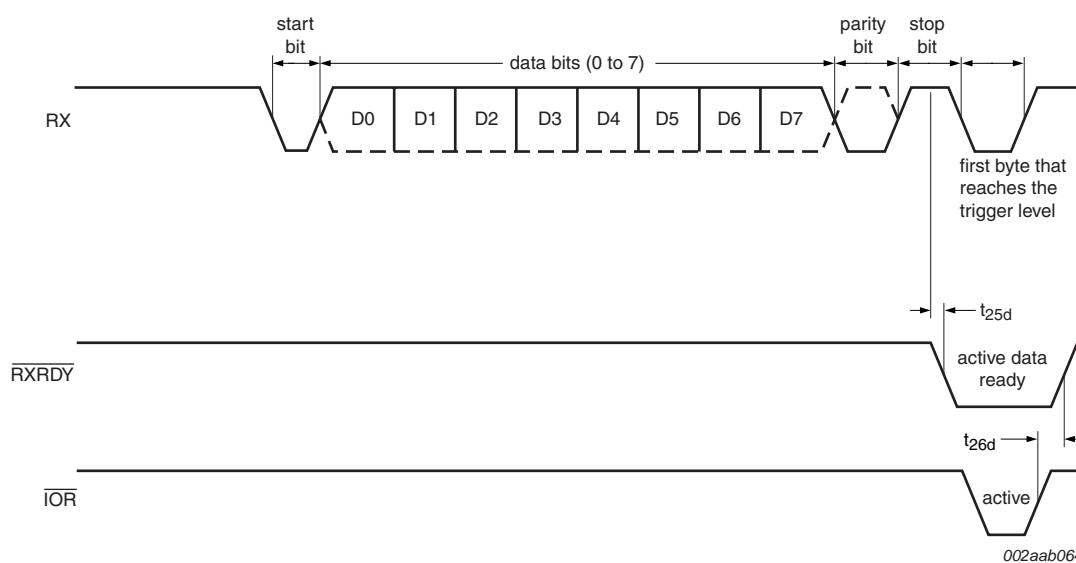 start
bit
data bits (0 to 7)
parity
bit
stop
bit
RX
D0 D1 D2 D3 D4 D5 D6 D7
first byte that
reaches the
trigger level
t25d
RXRDY
active data
ready
t26d
IOR
active
002aab064